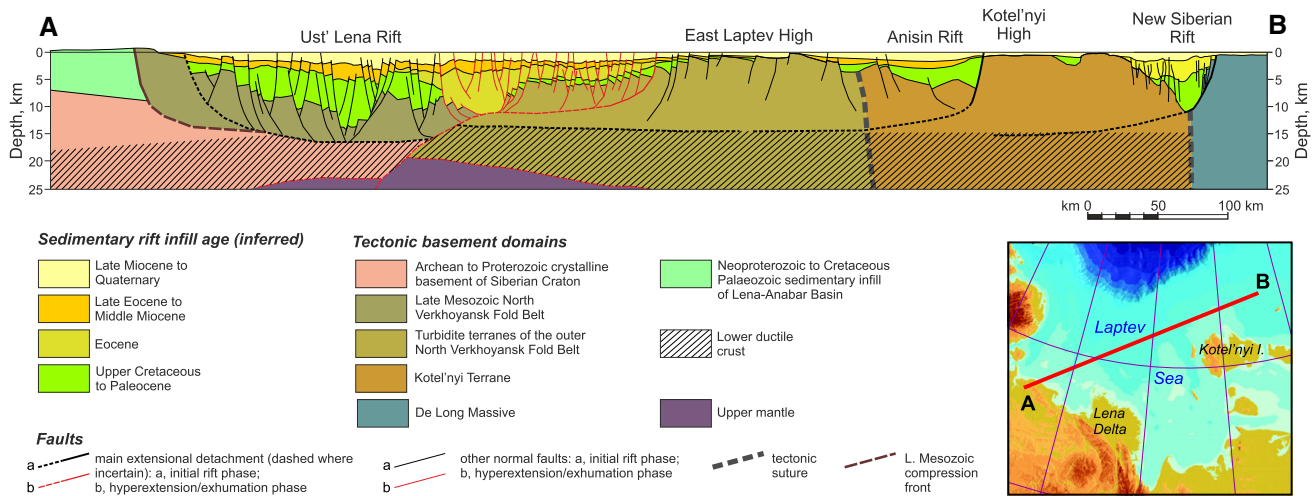 A
B
Ust' Lena Rift
East Laptev High
Anisin Rift
Kotel'nyi
High
New Siberian
Rift
Depth, km
0
5
10
15
20
25
0
5
10
15
20
25
Depth, km
km 0 50 100 km
Sedimentary rift infill age (inferred)
Late Miocene to
Quaternary
Late Eocene to
Middle Miocene
Eocene
Upper Cretaceous
to Paleocene
Tectonic basement domains
Archean to Proterozoic crystalline
basement of Siberian Craton
Late Mesozoic North
Verkhoyansk Fold Belt
Turbidite terranes of the outer
North Verkhoyansk Fold Belt
Kotel'nyi Terrane
De Long Massive
Neoproterozoic to Cretaceous
Palaeozoic sedimentary infill
of Lena-Anabar Basin
Lower ductile
crust
Upper mantle
Faults
a
b
main extensional detachment (dashed where
incertain): a, initial rift phase;
b, hyperextension/exhumation phase
a
b
other normal faults: a, initial rift phase;
b, hyperextension/exhumation phase
tectonic
suture
L. Mesozoic
compression
front
B
Laptev
Kotel'nyi I.
Sea
A
Lena
Delta